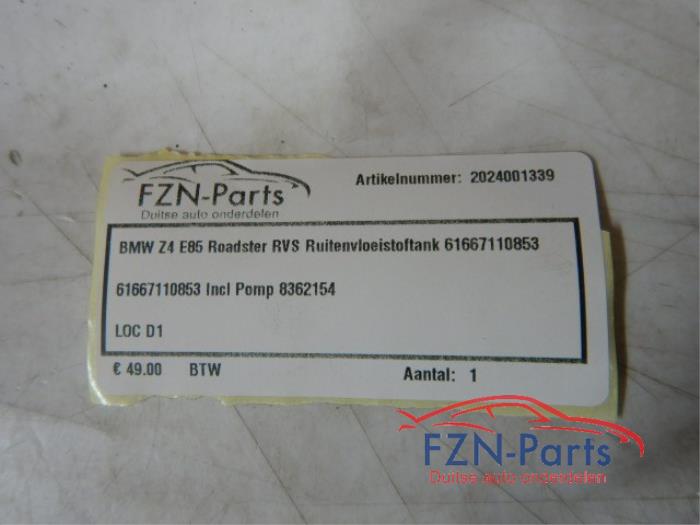 FZN-Parts
Duitse auto onderdelen
Artikelnummer: 2024001339
BMW Z4 E85 Roadster RVS Ruitenvloeistoftank 61667110853
61667110853 Incl Pomp 8362154
LOC D1
€ 49.00 BTW
Aantal: 1
FZN-Parts
Duitse auto onderdelen